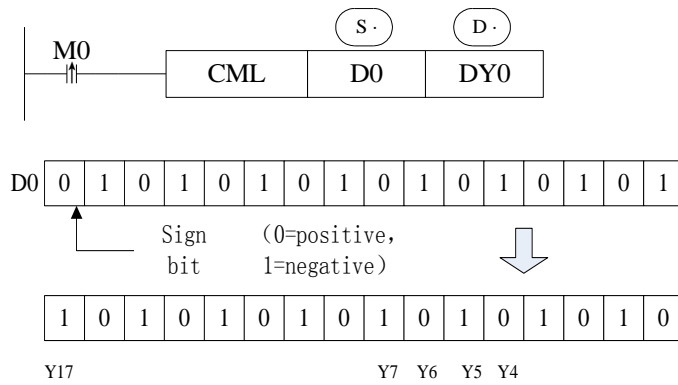 S · D ·
M0
CML D0 DY0
D0 0 1 0 1 0 1 0 1 0 1 0 1 0 1 0 1
Sign (0=positive,
bit 1=negative)
1 0 1 0 1 0 1 0 1 0 1 0 1 0 1 0
Y17 Y7 Y6 Y5 Y4